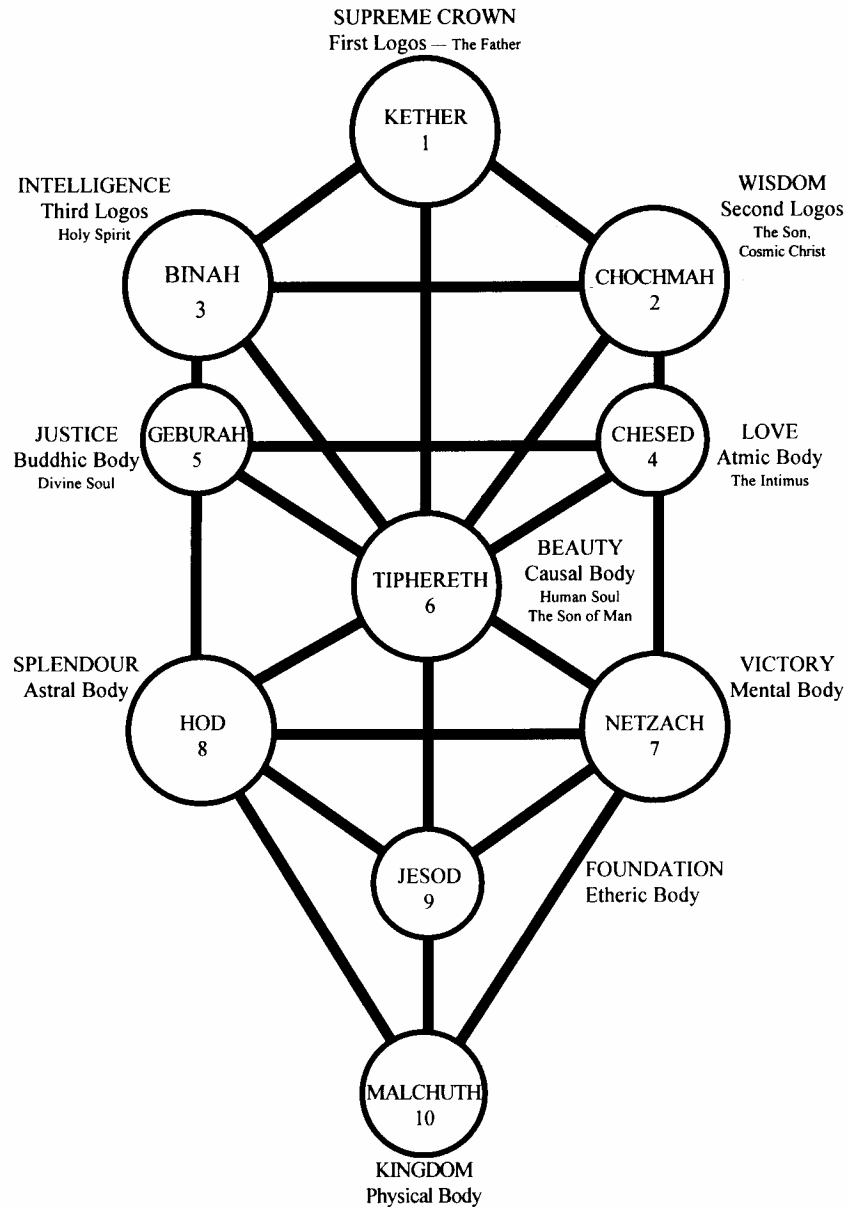 SUPREME CROWN
First Logos — The Father
KETHER
1
INTELLIGENCE
Third Logos
Holy Spirit
BINAH
3
WISDOM
Second Logos
The Son,
Cosmic Christ
CHOCHMAH
2
JUSTICE
Buddhic Body
Divine Soul
GEBURAH
5
CHESED
4
LOVE
Atmic Body
The Intimus
TIPHERETH
6
BEAUTY
Causal Body
Human Soul
The Son of Man
SPLENDOUR
Astral Body
HOD
8
NETZACH
7
VICTORY
Mental Body
JESOD
9
FOUNDATION
Etheric Body
MALCHUTH
10
KINGDOM
Physical Body